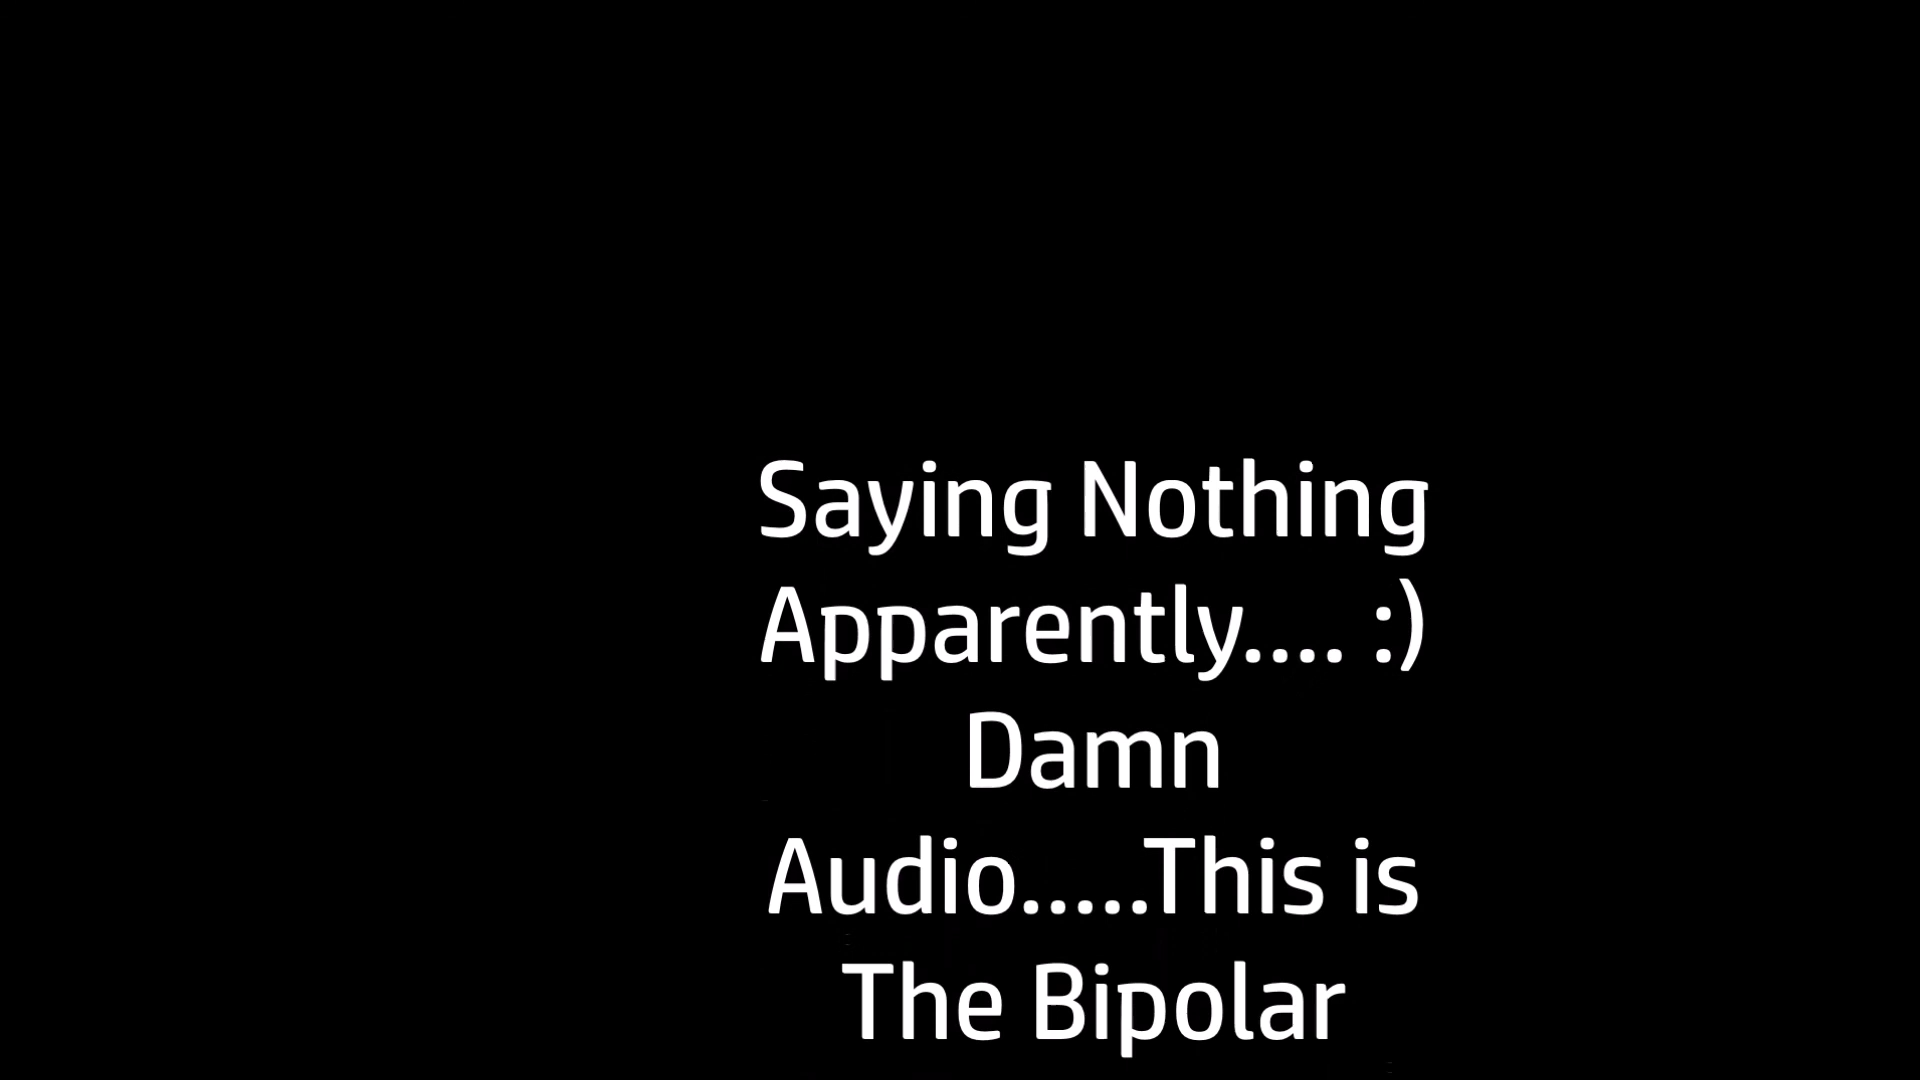 Saying Nothing
Apparently.... :)
Damn
Audio.....This is
The Bipolar